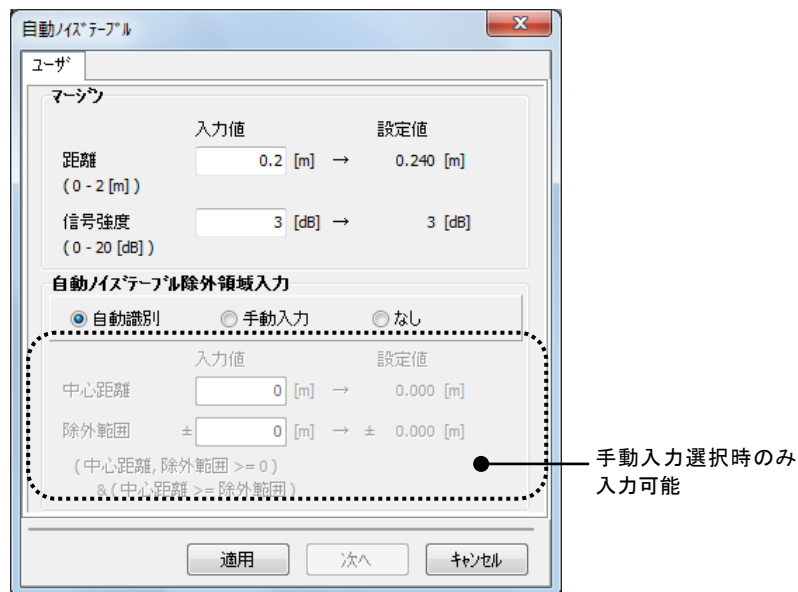 自動ﾉｲｽﾞﾃｰﾌﾞﾙ
ﾕｰｻﾞ
ﾏｰｼﾞﾝ
入力値 設定値
距離 0.2 [m] → 0.240 [m]
( 0 - 2 [m] )
信号強度 3 [dB] → 3 [dB]
( 0 - 20 [dB] )
自動ﾉｲｽﾞﾃｰﾌﾞﾙ除外領域入力
自動識別 手動入力 なし
入力値 設定値
中心距離 0 [m] → 0.000 [m]
除外範囲 ± 0 [m] → ± 0.000 [m]
( 中心距離, 除外範囲 >= 0 )
& ( 中心距離 >= 除外範囲 )
手動入力選択時のみ
入力可能
適用 次へ ｷｬﾝｾﾙ